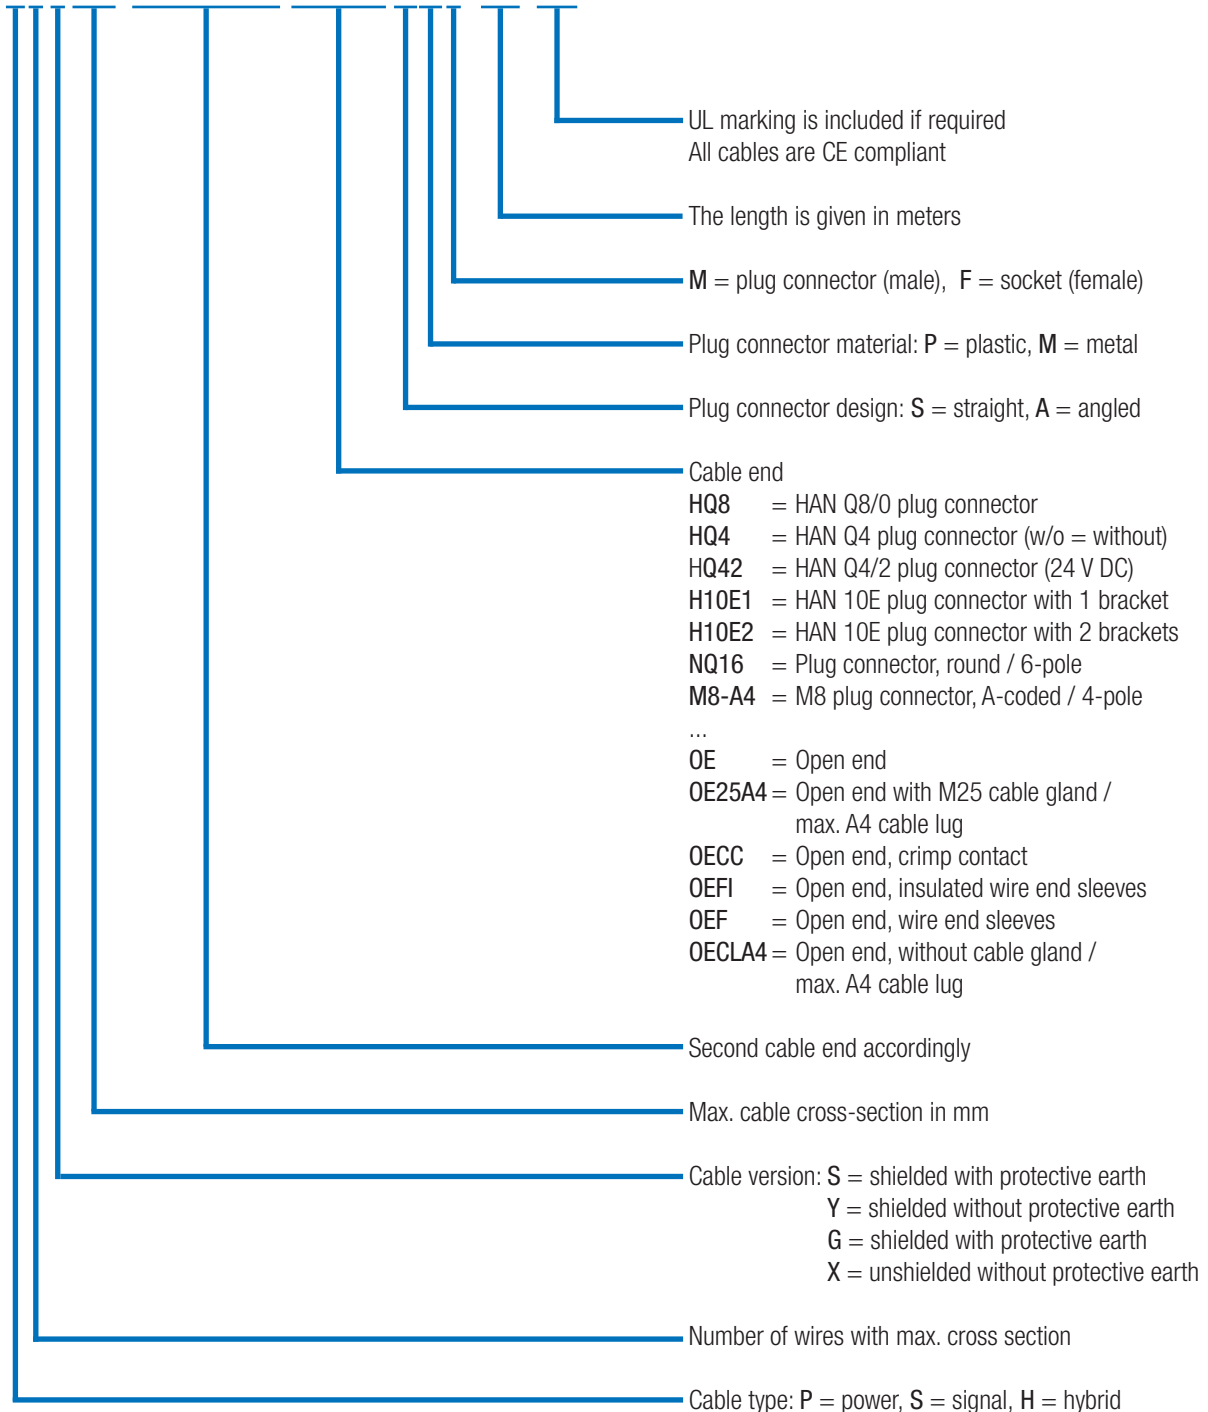 UL marking is included if required
All cables are CE compliant
The length is given in meters
M = plug connector (male), F = socket (female)
Plug connector material: P = plastic, M = metal
Plug connector design: S = straight, A = angled
Cable end
HQ8 = HAN Q8/0 plug connector
HQ4 = HAN Q4 plug connector (w/o = without)
HQ42 = HAN Q4/2 plug connector (24 V DC)
H10E1 = HAN 10E plug connector with 1 bracket
H10E2 = HAN 10E plug connector with 2 brackets
NQ16 = Plug connector, round / 6-pole
M8-A4 = M8 plug connector, A-coded / 4-pole
...
OE = Open end
OE25A4 = Open end with M25 cable gland /
max. A4 cable lug
OECC = Open end, crimp contact
OEFI = Open end, insulated wire end sleeves
OEF = Open end, wire end sleeves
OECLA4 = Open end, without cable gland /
max. A4 cable lug
Second cable end accordingly
Max. cable cross-section in mm
Cable version: S = shielded with protective earth
Y = shielded without protective earth
G = shielded with protective earth
X = unshielded without protective earth
Number of wires with max. cross section
Cable type: P = power, S = signal, H = hybrid